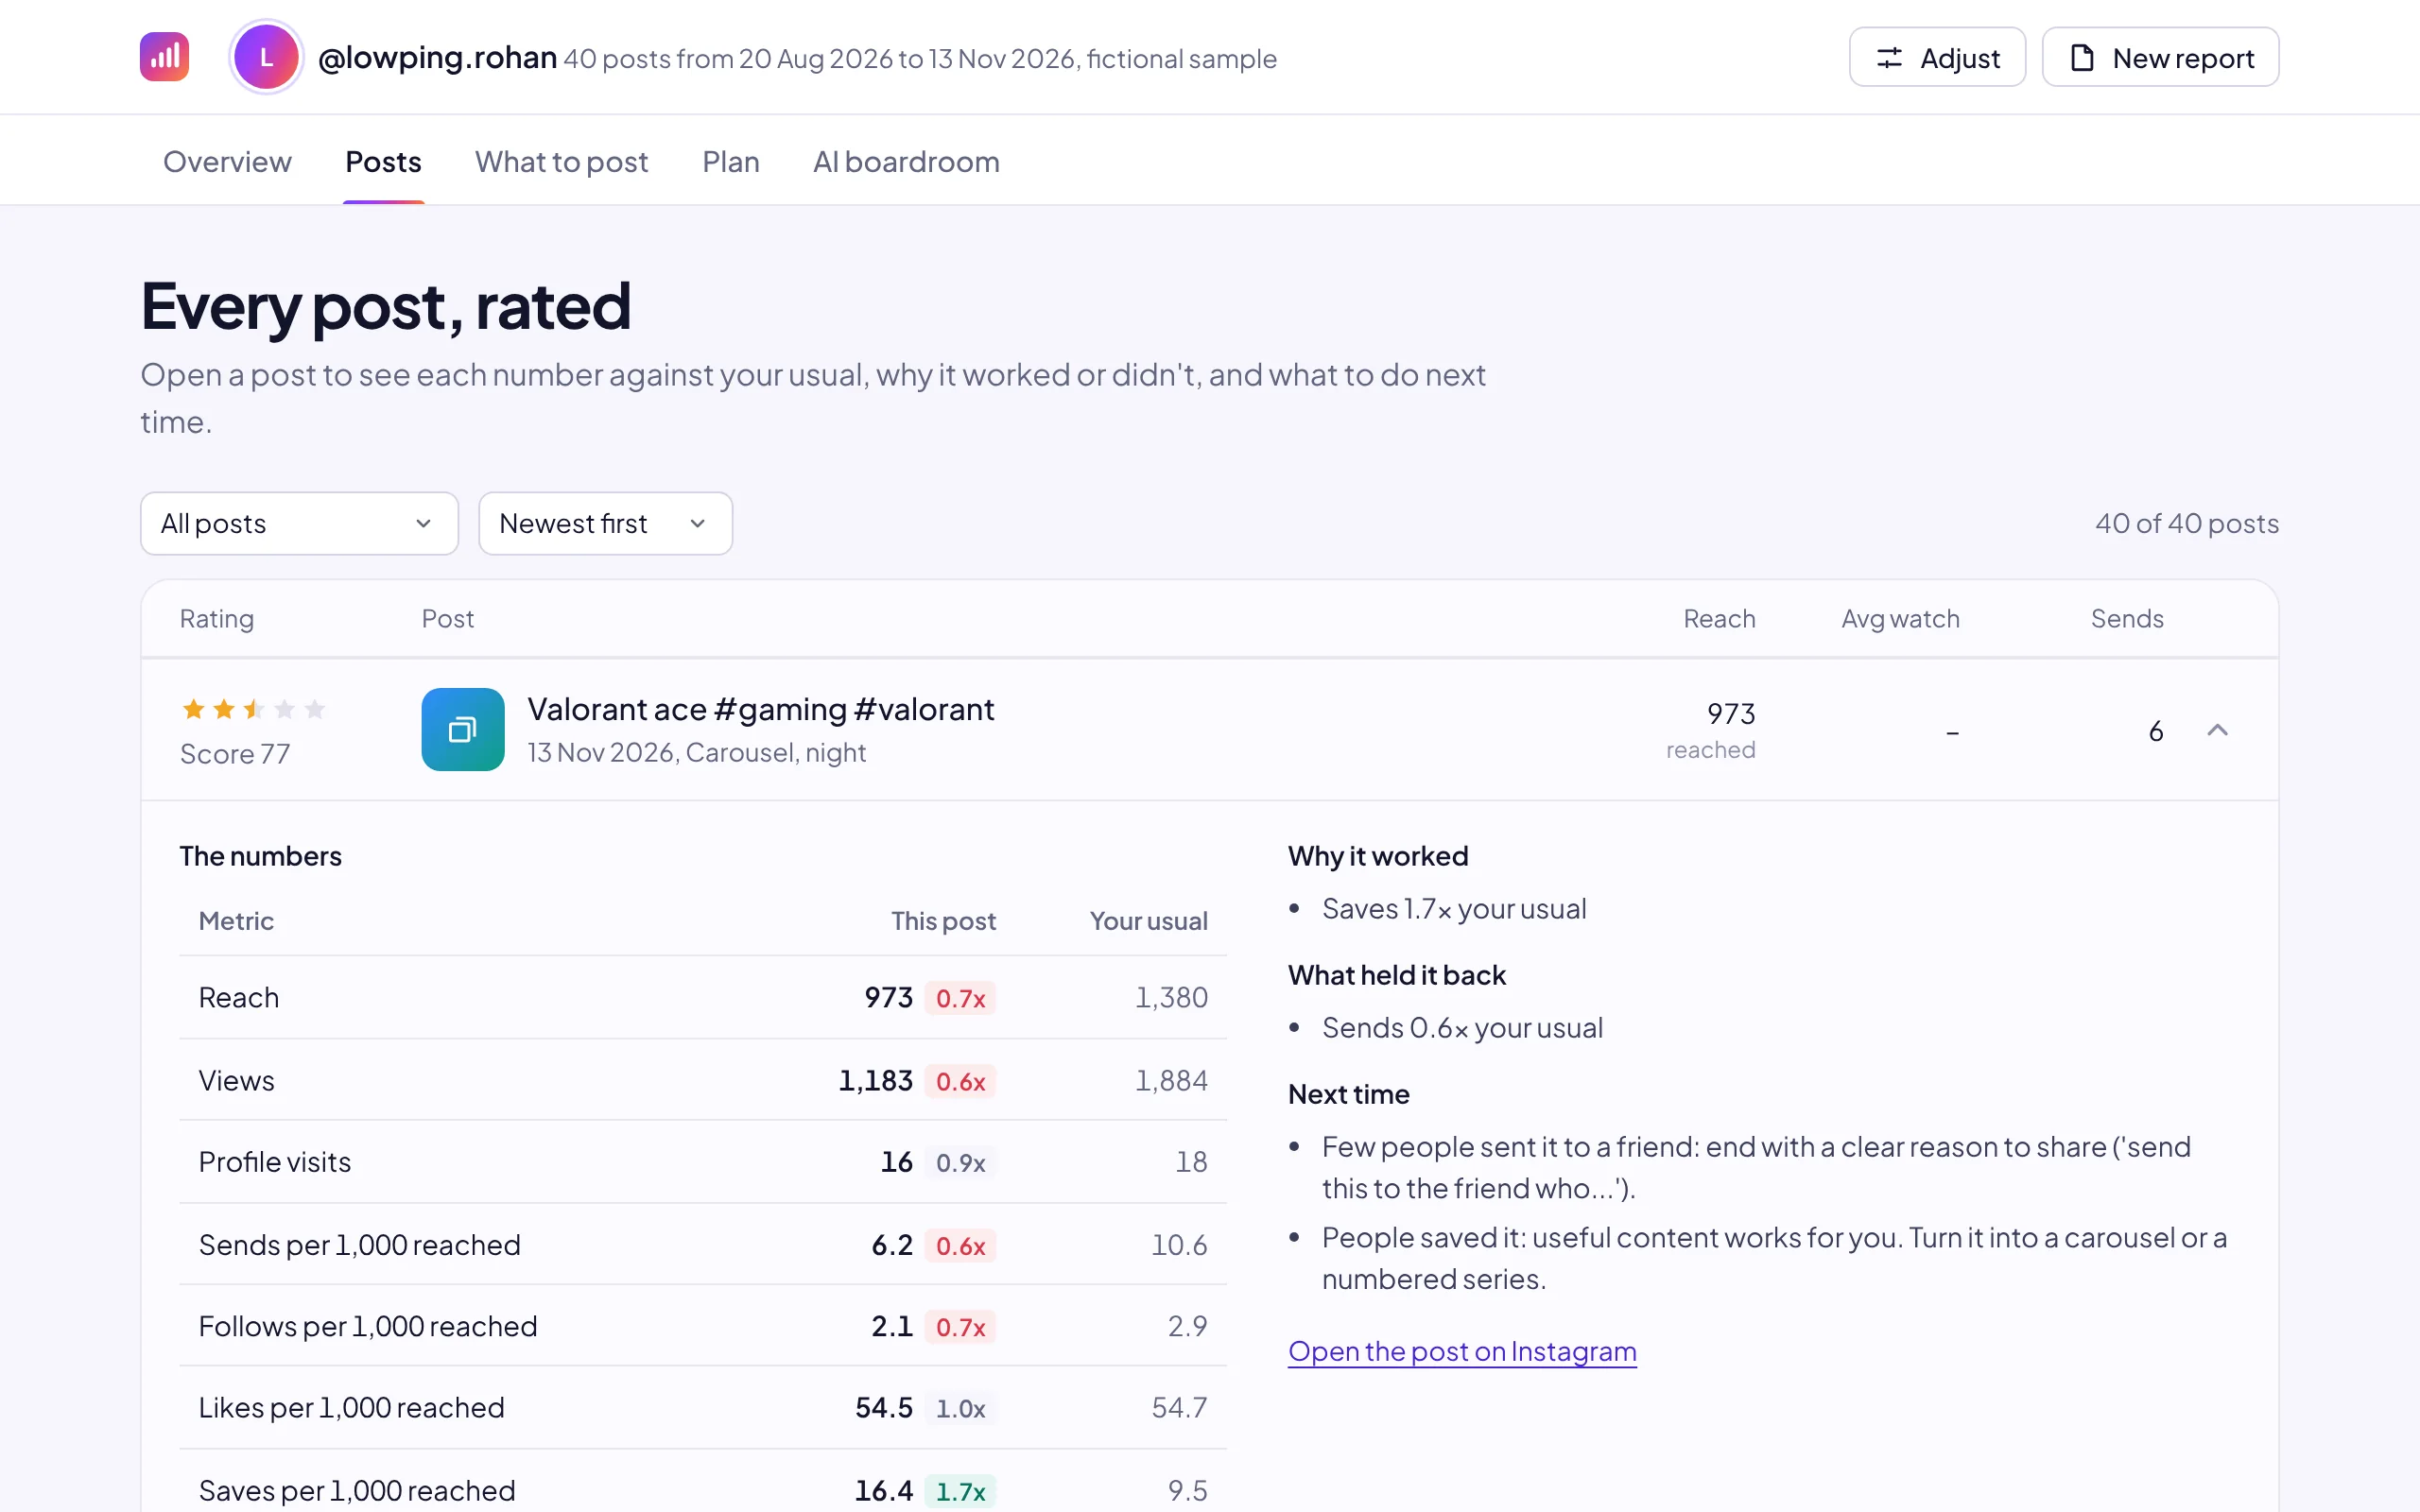 L @lowping.rohan 40 posts from 20 Aug 2026 to 13 Nov 2026, fictional sample
Adjust
New report
Overview Posts What to post Plan AI boardroom
Every post, rated
Open a post to see each number against your usual, why it worked or didn't, and what to do next
time.
All posts
Newest first
40 of 40 posts
Rating Post Reach Avg watch Sends
Valorant ace #gaming #valorant
Score 77
13 Nov 2026, Carousel, night
973
reached
–
6
The numbers
Metric This post Your usual
Reach 973 0.7x 1,380
Views 1,183 0.6x 1,884
Profile visits 16 0.9x 18
Sends per 1,000 reached 6.2 0.6x 10.6
Follows per 1,000 reached 2.1 0.7x 2.9
Likes per 1,000 reached 54.5 1.0x 54.7
Saves per 1,000 reached 16.4 1.7x 9.5
Why it worked
• Saves 1.7× your usual
What held it back
• Sends 0.6× your usual
Next time
• Few people sent it to a friend: end with a clear reason to share ('send
this to the friend who...').
• People saved it: useful content works for you. Turn it into a carousel or a
numbered series.
Open the post on Instagram